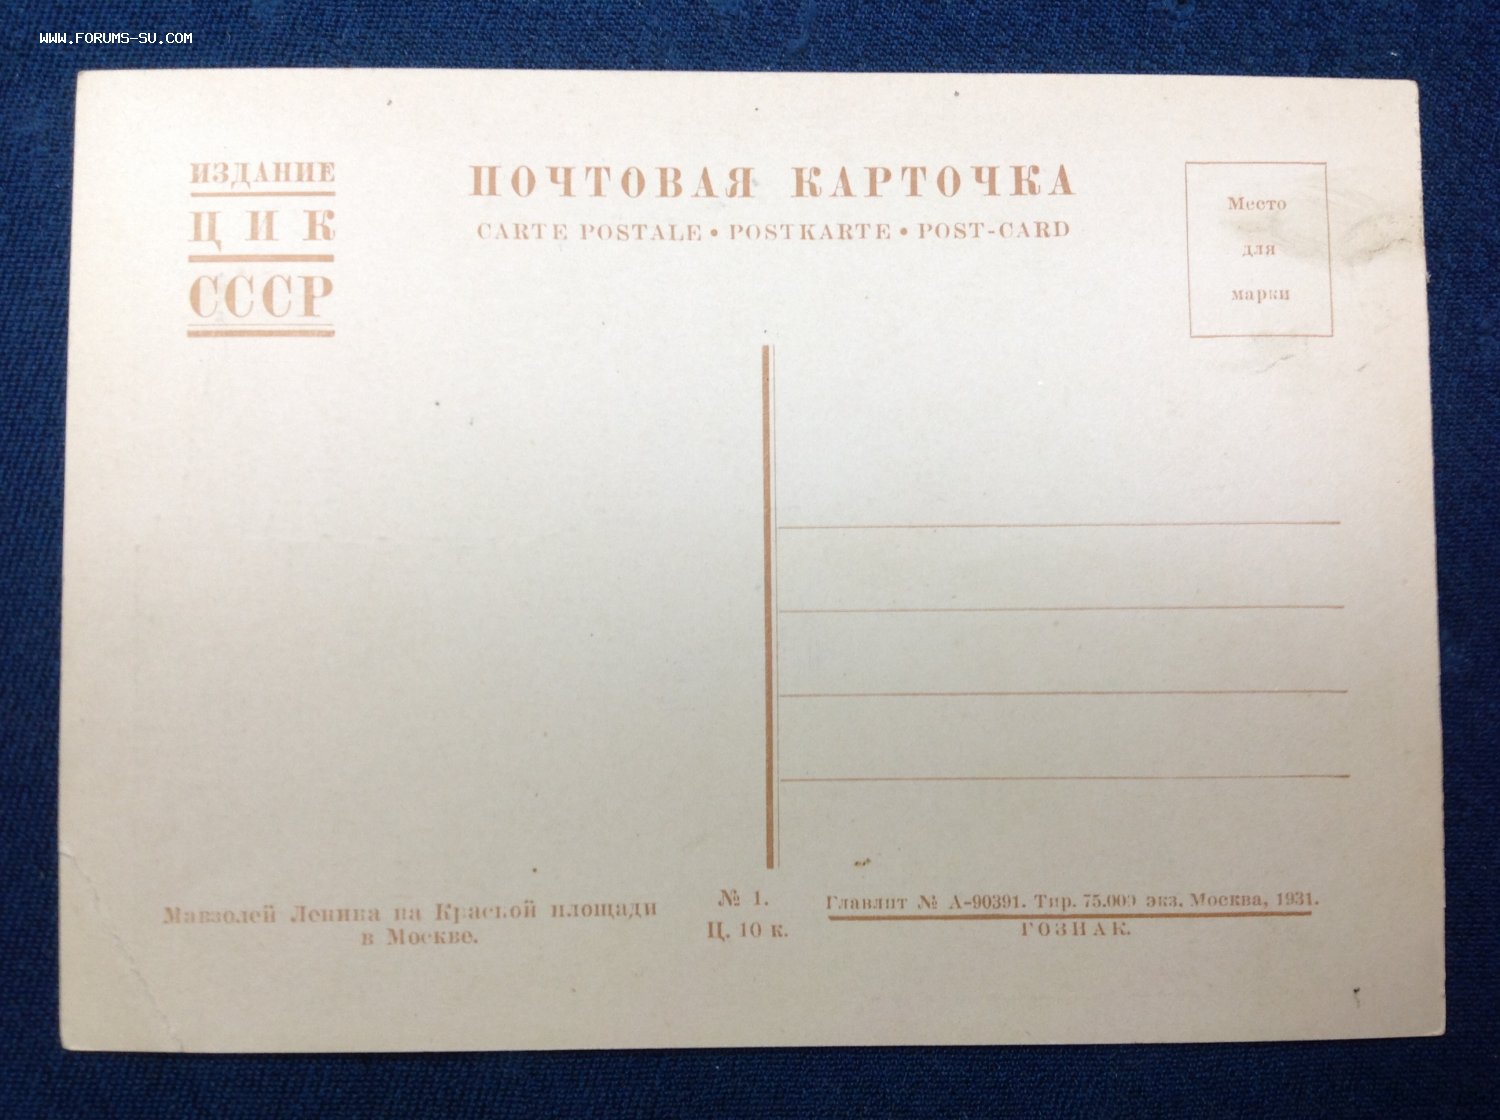 WWW.FORUMS-SU.COM
ИЗДАНИЕ
ЦИК
СССР
ПОЧТОВАЯ КАРТОЧКА
CARTE POSTALE • POSTKARTE • POST-CARD
Место
для
марки
Мавзолей Ленина на Красной площади
в Москве.
№ 1.
Ц. 10 к.
Главлит № А-90391. Тир. 75.000 экз. Москва, 1931.
ГОЗНАК.